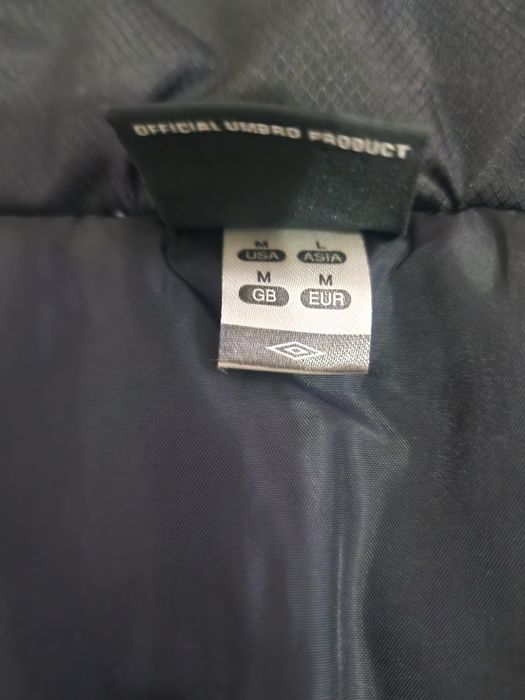 OFFICIAL UMBRO PRODUCT
M L
USA ASIA
M M
GB EUR